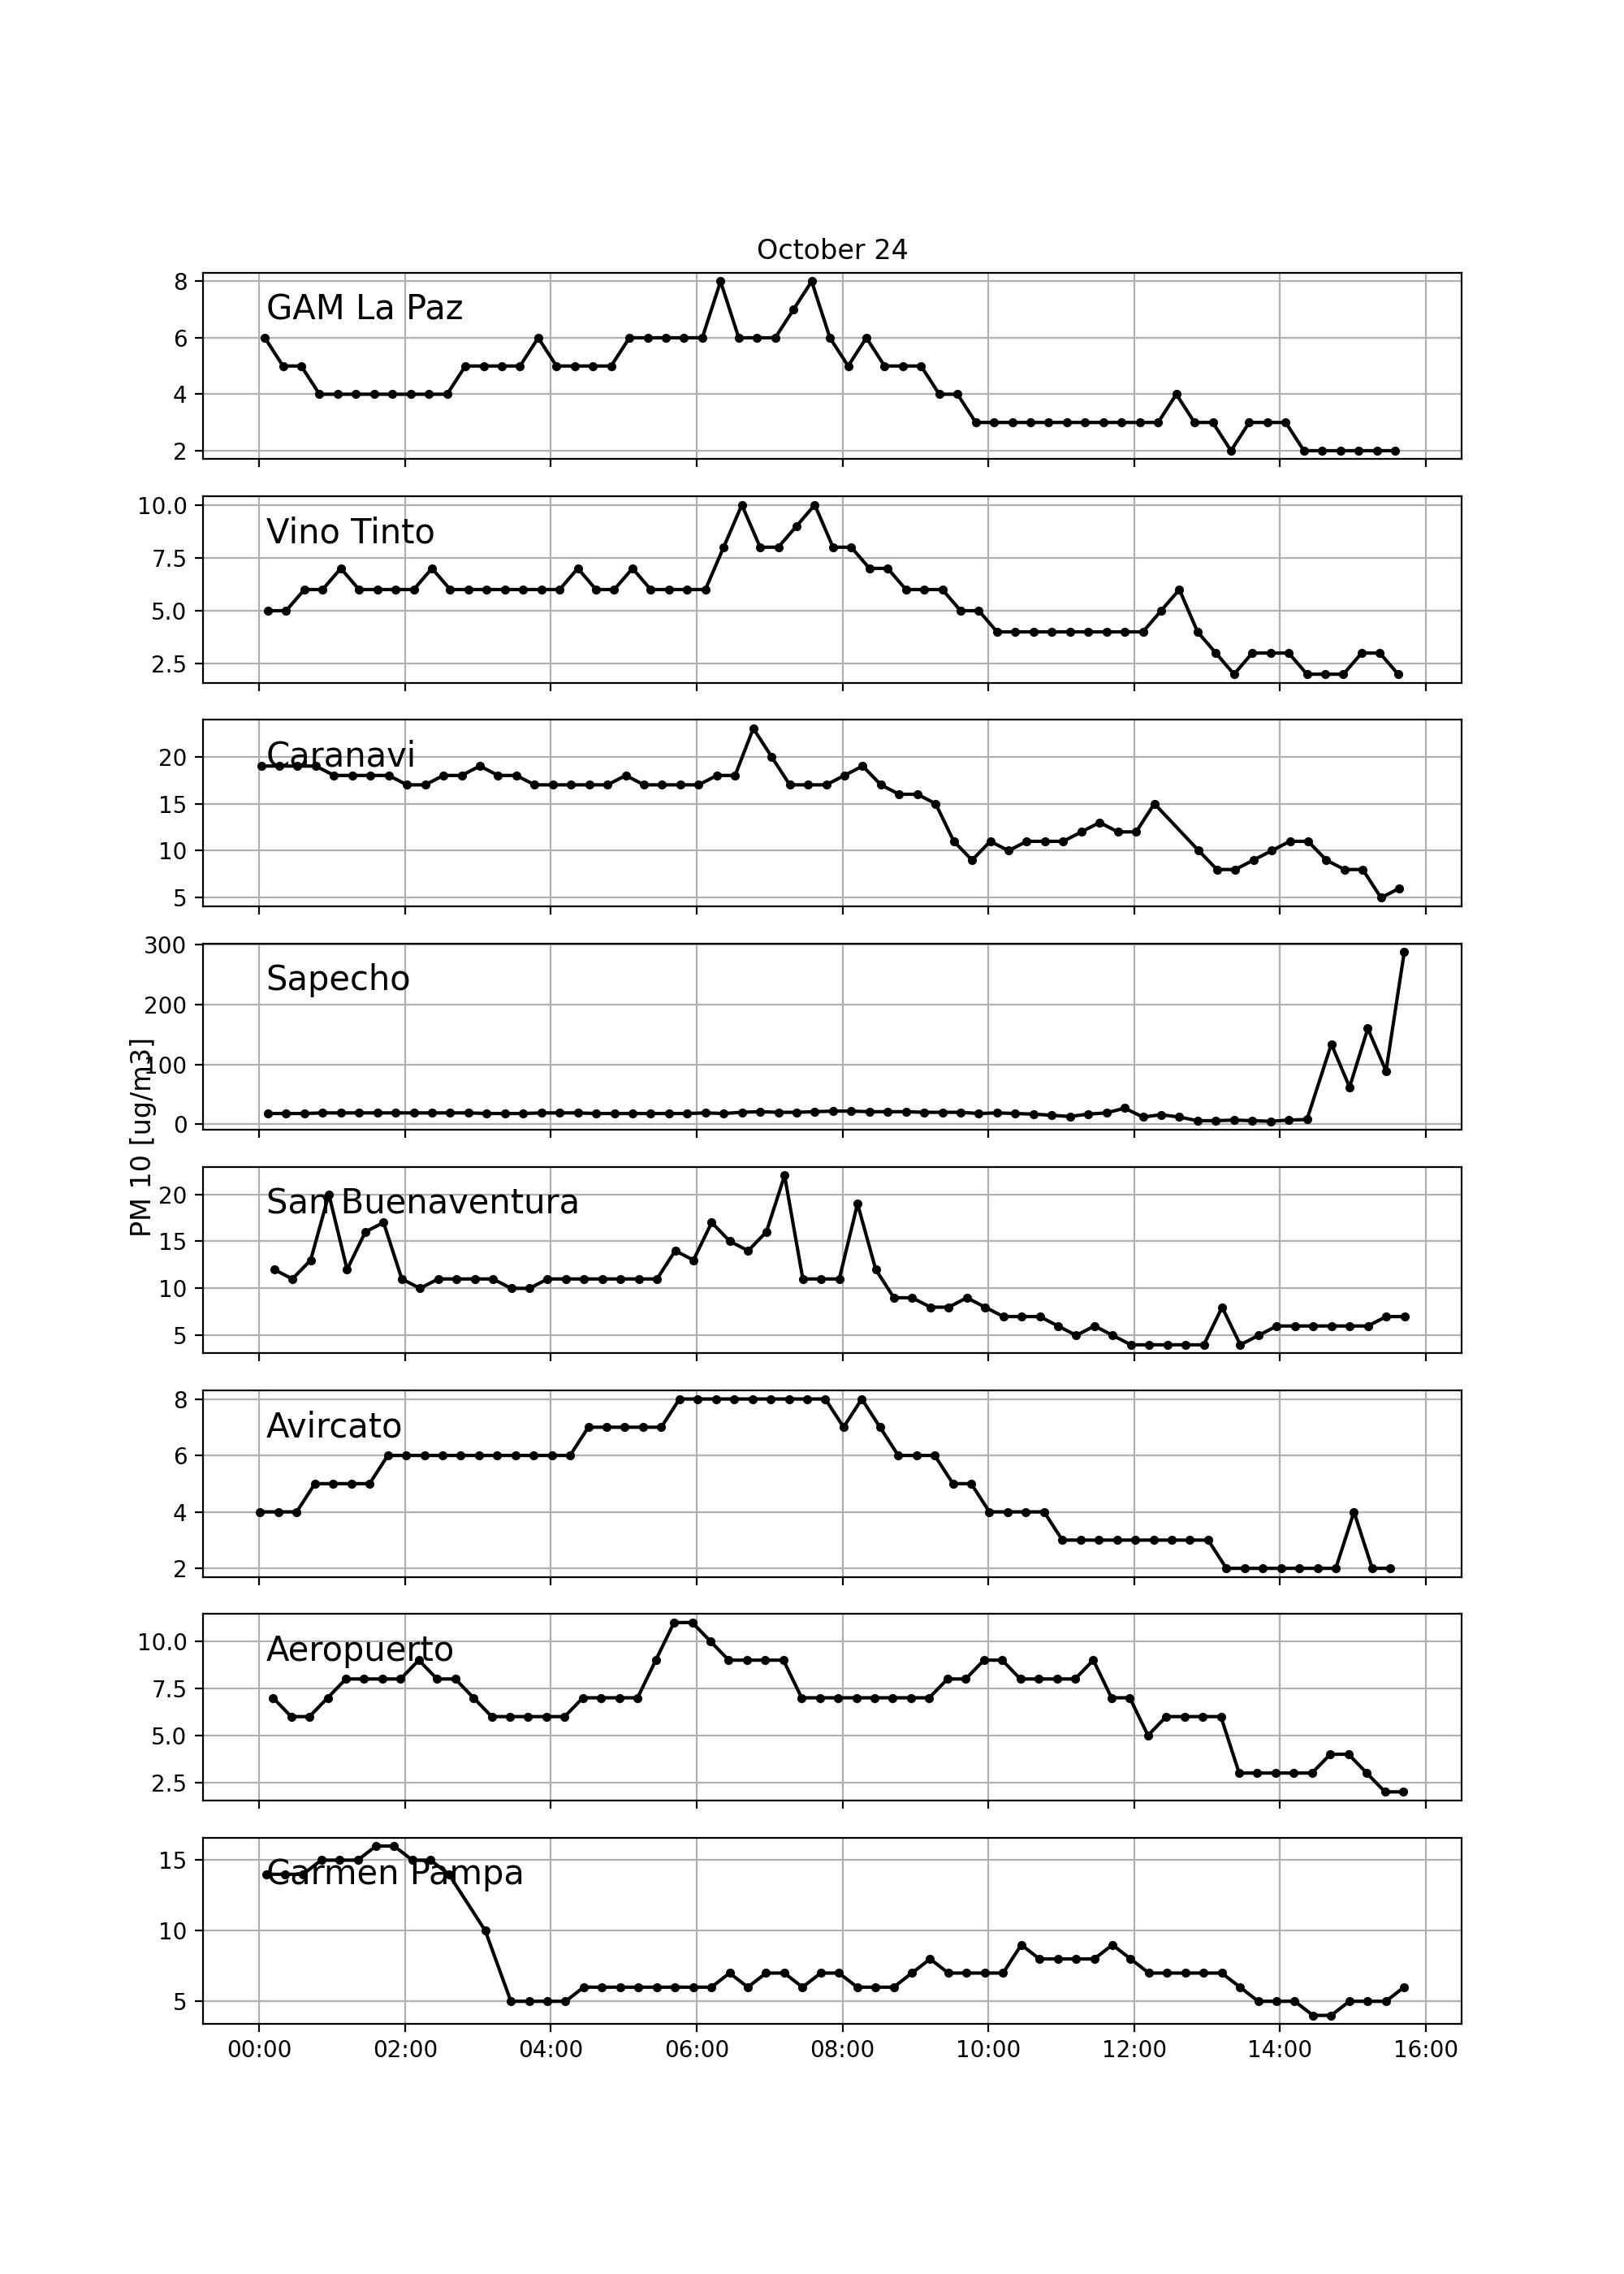 October 24
8
GAM La Paz
6
4
2
10.0
Vino Tinto
7.5
5.0
2.5
Caranavi
20
15
10
5
300
Sapecho
200
100
0
PM 10 [ug/m3]
San Buenaventura
20
15
10
5
8
Avircato
6
4
2
10.0
Aeropuerto
7.5
5.0
2.5
15
Carmen Pampa
10
5
00:00 02:00 04:00 06:00 08:00 10:00 12:00 14:00 16:00